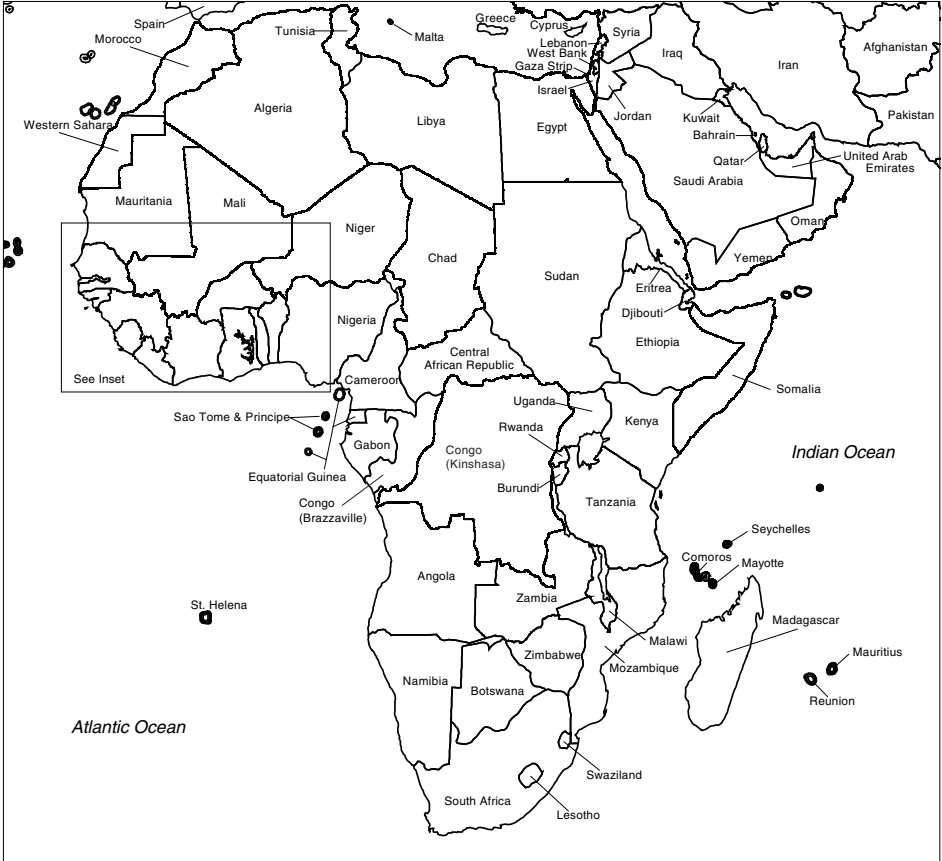 Spain
Morocco
Tunisia
Malta
Greece
Cyprus
Lebanon
West Bank
Gaza Strip
Israel
Syria
Iraq
Iran
Afghanistan
Pakistan
Jordan
Kuwait
Bahrain
Qatar
United Arab
Emirates
Saudi Arabia
Oman
Yemen
Western Sahara
Algeria
Libya
Egypt
Mauritania
Mali
Niger
Chad
Sudan
Eritrea
Djibouti
Ethiopia
Somalia
Nigeria
See Inset
Central
African Republic
Cameroon
Sao Tome & Principe
Equatorial Guinea
Gabon
Congo
(Brazzaville)
Congo
(Kinshasa)
Uganda
Rwanda
Burundi
Kenya
Tanzania
Indian Ocean
Seychelles
Comoros
Mayotte
Angola
Zambia
Malawi
Mozambique
Madagascar
Mauritius
Reunion
St. Helena
Zimbabwe
Namibia
Botswana
Atlantic Ocean
Swaziland
South Africa
Lesotho